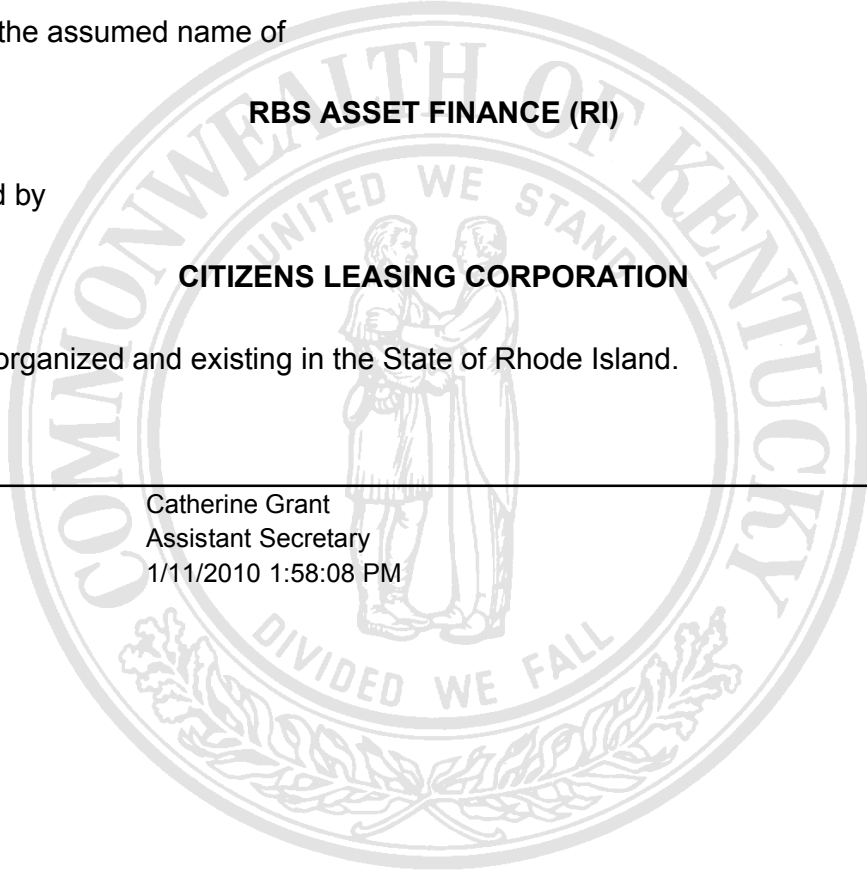 the assumed name of
RBS ASSET FINANCE (RI)
d by
CITIZENS LEASING CORPORATION
organized and existing in the State of Rhode Island.
Catherine Grant
Assistant Secretary
1/11/2010 1:58:08 PM
COMMONWEALTH OF KENTUCKY
UNITED WE STAND
DIVIDED WE FALL